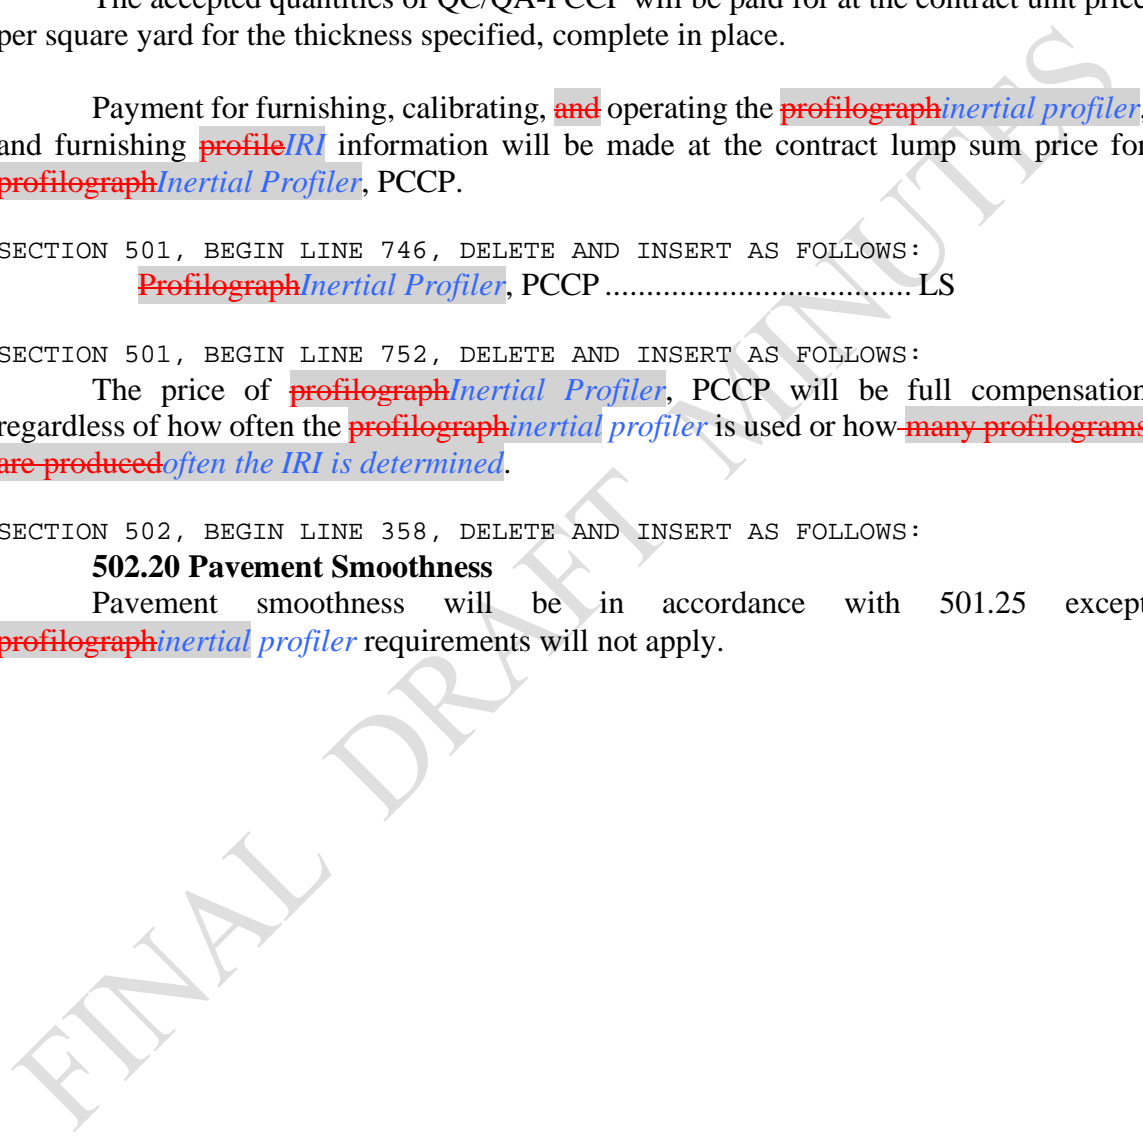 The accepted quantities of QC/QA-PCCP will be paid for at the contract unit price
per square yard for the thickness specified, complete in place.
Payment for furnishing, calibrating, and operating the profilographinertial profiler,
and furnishing profileIRI information will be made at the contract lump sum price for
profilographInertial Profiler, PCCP.
SECTION 501, BEGIN LINE 746, DELETE AND INSERT AS FOLLOWS:
ProfilographInertial Profiler, PCCP ..................................... LS
SECTION 501, BEGIN LINE 752, DELETE AND INSERT AS FOLLOWS:
The price of profilographInertial Profiler, PCCP will be full compensation
regardless of how often the profilographinertial profiler is used or how many profilograms
are producedoften the IRI is determined.
SECTION 502, BEGIN LINE 358, DELETE AND INSERT AS FOLLOWS:
502.20 Pavement Smoothness
Pavement smoothness will be in accordance with 501.25 except
profilographinertial profiler requirements will not apply.
FINAL DRAFT MINUTES